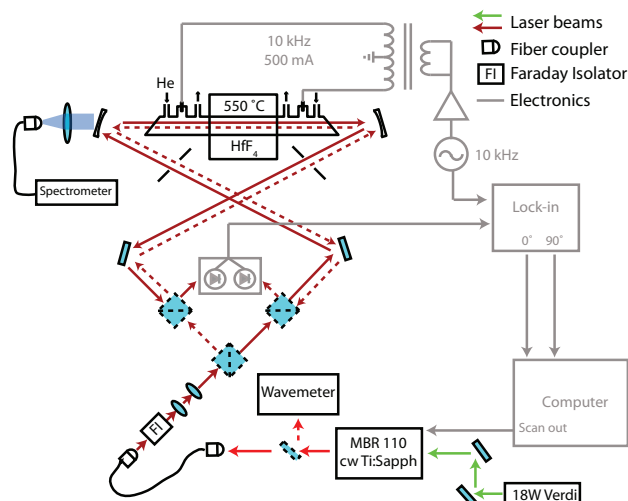 Laser beams
Fiber coupler
FI
Faraday Isolator
Electronics
10 kHz
500 mA
He
550 ˚C
HfF4
Spectrometer
10 kHz
Lock-in
0˚ 90˚
Computer
Scan out
Wavemeter
FI
MBR 110
cw Ti:Sapph
18W Verdi